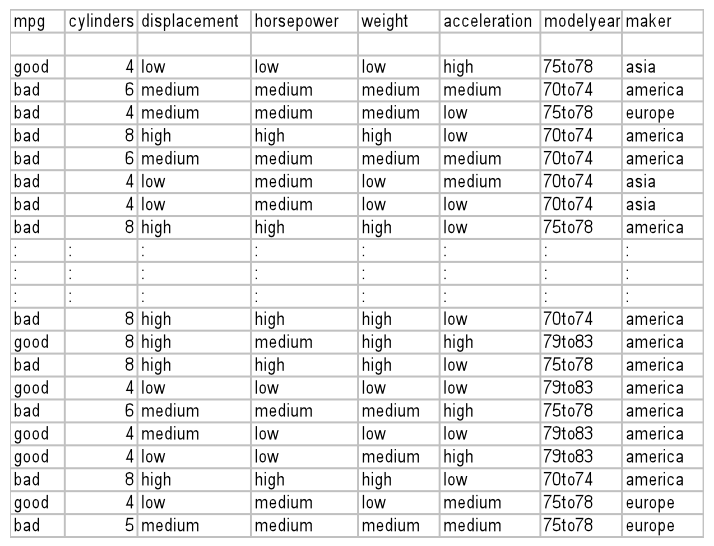 mpg cylinders displacement horsepower weight acceleration modelyear maker
good 4 low low low high 75to78 asia
bad 6 medium medium medium medium 70to74 america
bad 4 medium medium medium low 75to78 europe
bad 8 high high high low 70to74 america
bad 6 medium medium medium medium 70to74 america
bad 4 low medium low medium 70to74 asia
bad 4 low medium low low 70to74 asia
bad 8 high high high low 75to78 america
: : : : : : : :
: : : : : : : :
: : : : : : : :
bad 8 high high high low 70to74 america
good 8 high medium high high 79to83 america
bad 8 high high high low 75to78 america
good 4 low low low low 79to83 america
bad 6 medium medium medium high 75to78 america
good 4 medium low low low 79to83 america
good 4 low low medium high 79to83 america
bad 8 high high high low 70to74 america
good 4 low medium low medium 75to78 europe
bad 5 medium medium medium medium 75to78 europe